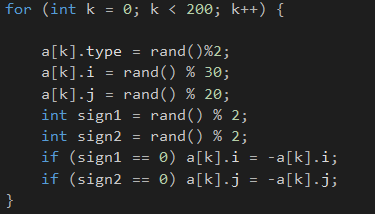 for (int k = 0; k < 200; k++) {
a[k].type = rand()%2;
a[k].i = rand() % 30;
a[k].j = rand() % 20;
int sign1 = rand() % 2;
int sign2 = rand() % 2;
if (sign1 == 0) a[k].i = -a[k].i;
if (sign2 == 0) a[k].j = -a[k].j;
}